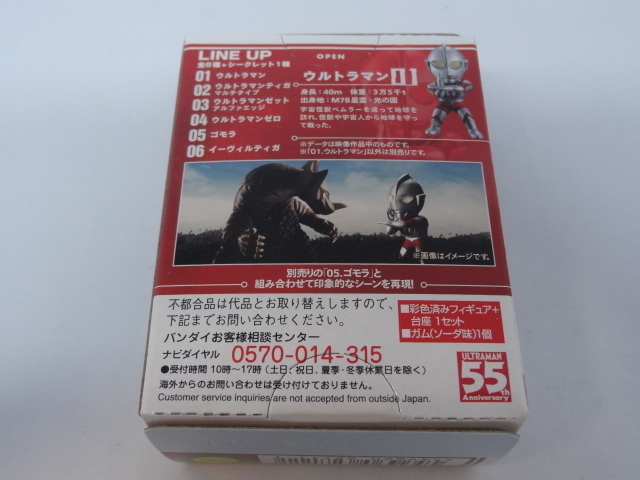 LINE UP
全6種+シークレット1種
01 ウルトラマン
02 ウルトラマンティガ
マルチタイプ
03 ウルトラマンゼット
アルファエッジ
04 ウルトラマンゼロ
05 ゴモラ
06 イーヴィルティガ
OPEN
ウルトラマン 01
身長:40m 体重:3万5千t
出身地:M78星雲・光の国
宇宙怪獣ベムラーを追って地球を
訪れ、怪獣や宇宙人から地球を守っ
て戦った。
※データは映像作品中のものです。
※「01.ウルトラマン」以外は別売りです。
※画像はイメージです。
別売りの「05.ゴモラ」と
組み合わせて印象的なシーンを再現!
不都合品は代品とお取り替えしますので、
下記までお問い合わせください。
バンダイお客様相談センター
ナビダイヤル 0570-014-315
●受付時間 10時〜17時(土日、祝日、夏季・冬季休業日を除く)
海外からのお問い合わせは受け付けておりません。
Customer service inquiries are not accepted from outside Japan.
■彩色済みフィギュア+
台座 1セット
■ガム(ソーダ味)1個
ULTRAMAN
55th
Anniversary